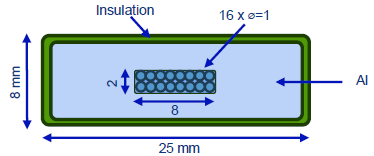 Insulation
16 x ⌀=1
8 mm
2
8
Al
25 mm